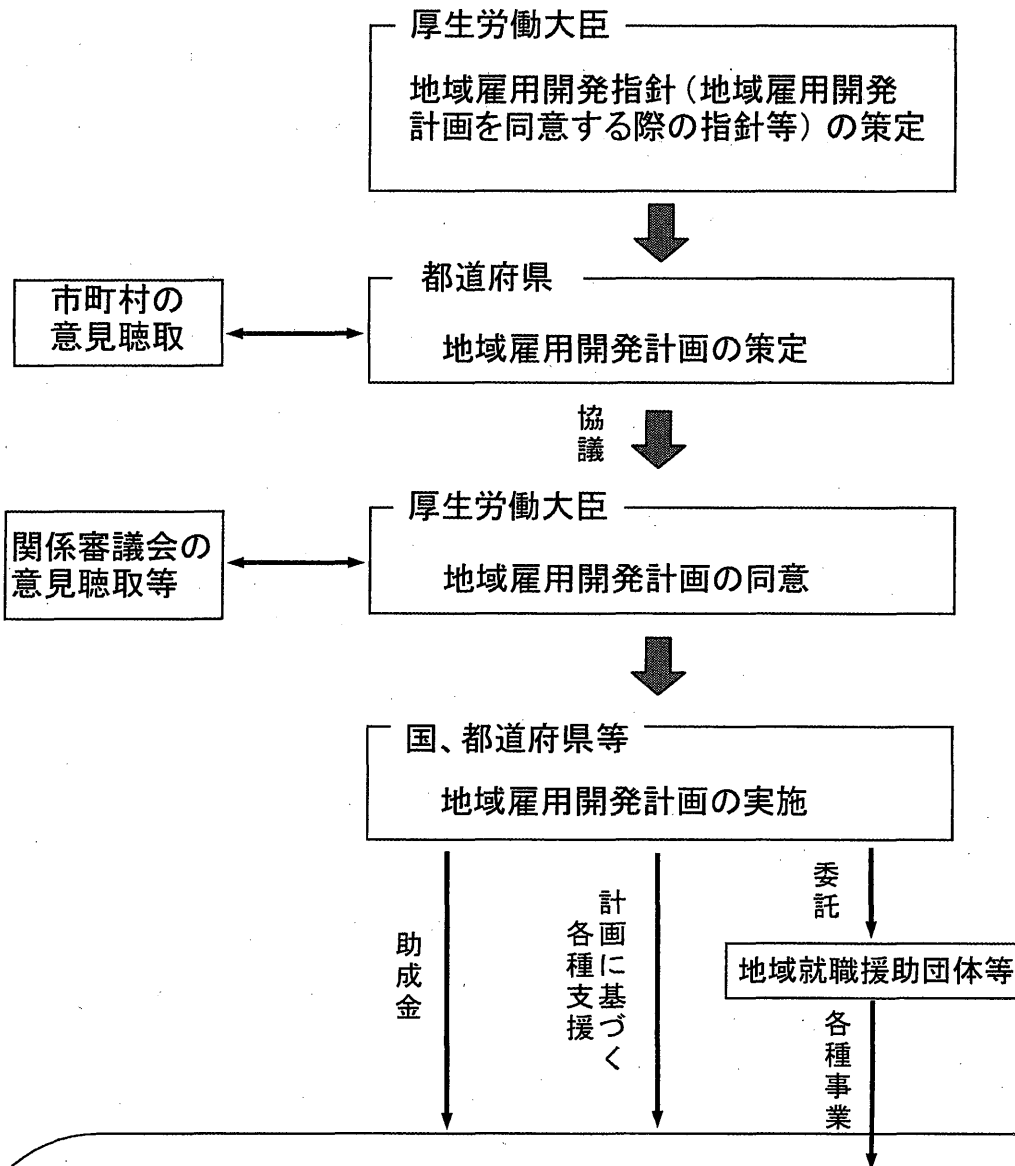 厚生労働大臣
地域雇用開発指針（地域雇用開発
計画を同意する際の指針等）の策定
都道府県
地域雇用開発計画の策定
市町村の
意見聴取
協議
厚生労働大臣
地域雇用開発計画の同意
関係審議会の
意見聴取等
国、都道府県等
地域雇用開発計画の実施
助成金
計画に基づく
各種支援
委託
地域就職援助団体等
各種事業